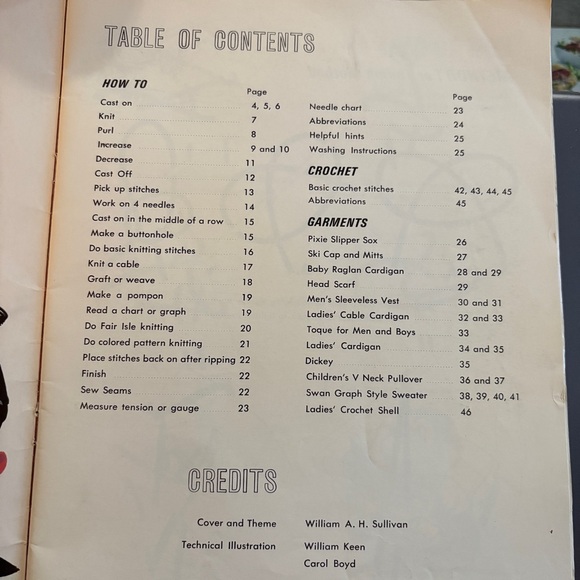 TABLE OF CONTENTS
HOW TO
Page
Cast on 4, 5, 6
Knit 7
Purl 8
Increase 9 and 10
Decrease 11
Cast Off 12
Pick up stitches 13
Work on 4 needles 14
Cast on in the middle of a row 15
Make a buttonhole 15
Do basic knitting stitches 16
Knit a cable 17
Graft or weave 18
Make a pompon 19
Read a chart or graph 19
Do Fair Isle knitting 20
Do colored pattern knitting 21
Place stitches back on after ripping 22
Finish 22
Sew Seams 22
Measure tension or gauge 23
Page
Needle chart 23
Abbreviations 24
Helpful hints 25
Washing Instructions 25
CROCHET
Basic crochet stitches 42, 43, 44, 45
Abbreviations 45
GARMENTS
Pixie Slipper Sox 26
Ski Cap and Mitts 27
Baby Raglan Cardigan 28 and 29
Head Scarf 29
Men's Sleeveless Vest 30 and 31
Ladies' Cable Cardigan 32 and 33
Toque for Men and Boys 33
Ladies' Cardigan 34 and 35
Dickey 35
Children's V Neck Pullover 36 and 37
Swan Graph Style Sweater 38, 39, 40, 41
Ladies' Crochet Shell 46
CREDITS
Cover and Theme William A. H. Sullivan
Technical Illustration William Keen
Carol Boyd